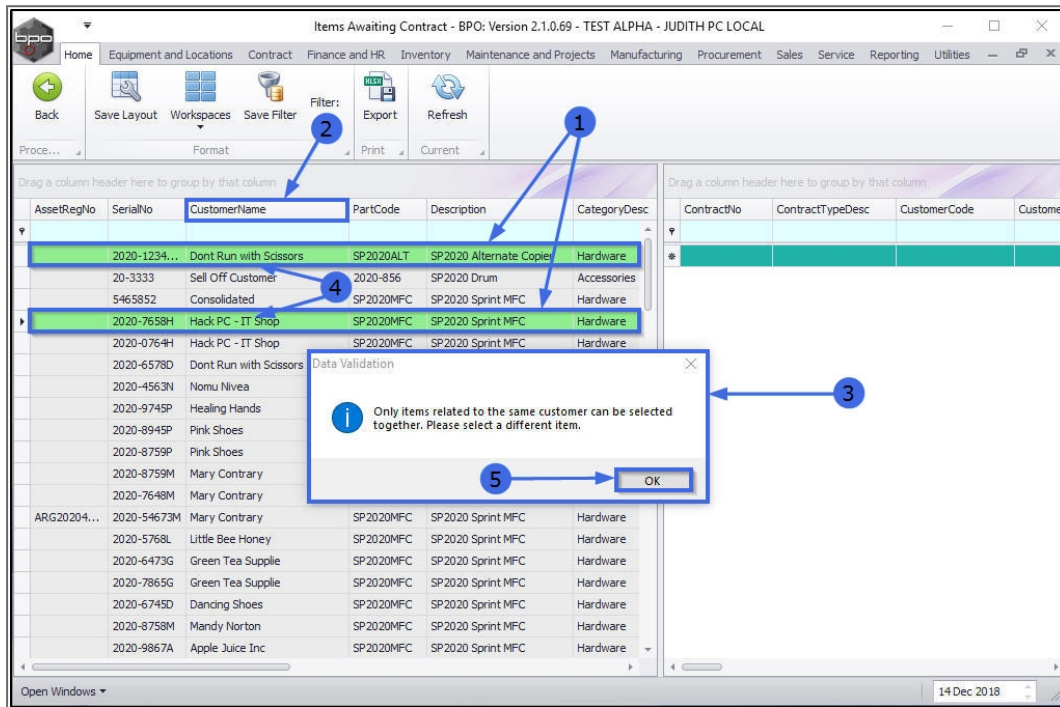 Items Awaiting Contract - BPO: Version 2.1.0.69 - TEST ALPHA - JUDITH PC LOCAL
bpo
Home Equipment and Locations Contract Finance and HR Inventory Maintenance and Projects Manufacturing Procurement Sales Service Reporting Utilities
Back Save Layout Workspaces Save Filter Filter: Export Refresh
Proce... Format Print Current
2
1
Drag a column header here to group by that column
Drag a column header here to group by that column
AssetRegNo SerialNo CustomerName PartCode Description CategoryDesc
ContractNo ContractTypeDesc CustomerCode Custome
2020-1234... Dont Run with Scissors SP2020ALT SP2020 Alternate Copier Hardware
20-3333 Sell Off Customer 2020-856 SP2020 Drum Accessories
4
5465852 Consolidated SP2020MFC SP2020 Sprint MFC Hardware
2020-7658H Hack PC - IT Shop SP2020MFC SP2020 Sprint MFC Hardware
2020-0764H Hack PC - IT Shop SP2020MFC SP2020 Sprint MFC Hardware
2020-6578D Dont Run with Scissors
2020-4563N Nomu Nivea
2020-9745P Healing Hands
2020-8945P Pink Shoes
2020-8759P Pink Shoes
2020-8759M Mary Contrary
2020-7648M Mary Contrary
Data Validation
Only items related to the same customer can be selected
together. Please select a different item.
3
5
OK
ARG20204... 2020-54673M Mary Contrary SP2020MFC SP2020 Sprint MFC Hardware
2020-5768L Little Bee Honey SP2020MFC SP2020 Sprint MFC Hardware
2020-6473G Green Tea Supplie SP2020MFC SP2020 Sprint MFC Hardware
2020-7865G Green Tea Supplie SP2020MFC SP2020 Sprint MFC Hardware
2020-6745D Dancing Shoes SP2020MFC SP2020 Sprint MFC Hardware
2020-8758M Mandy Norton SP2020MFC SP2020 Sprint MFC Hardware
2020-9867A Apple Juice Inc SP2020MFC SP2020 Sprint MFC Hardware
Open Windows
14 Dec 2018